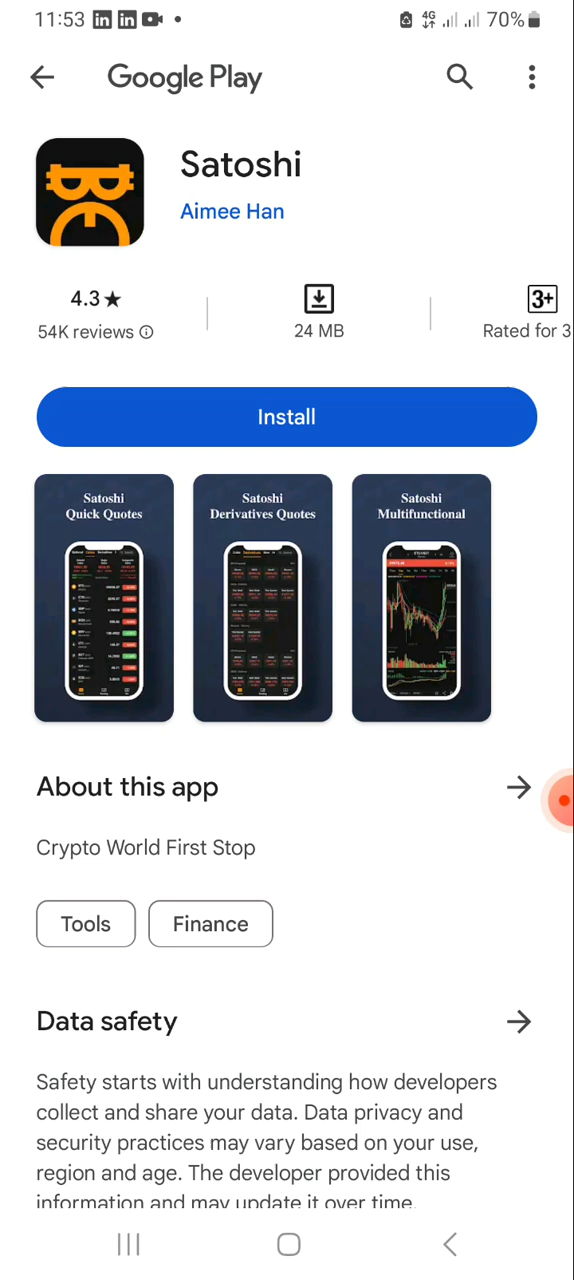 11:53
4G
70%
Google Play
Satoshi
Aimee Han
4.3★
54K reviews
24 MB
3+
Rated for 3
Install
Satoshi
Quick Quotes
Satoshi
Derivatives Quotes
Satoshi
Multifunctional
About this app
Crypto World First Stop
Tools
Finance
Data safety
Safety starts with understanding how developers
collect and share your data. Data privacy and
security practices may vary based on your use,
region and age. The developer provided this
information and may update it over time.